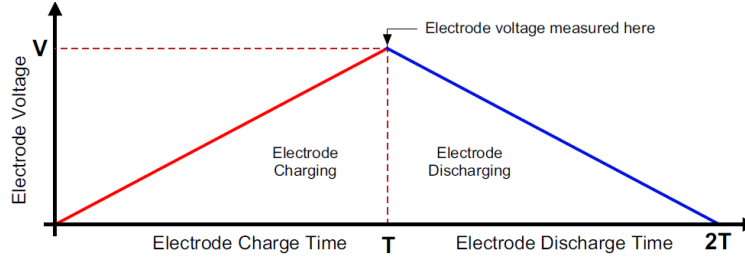 Electrode voltage measured here
V
Electrode Voltage
Electrode
Charging
Electrode
Discharging
Electrode Charge Time
T
Electrode Discharge Time
2T